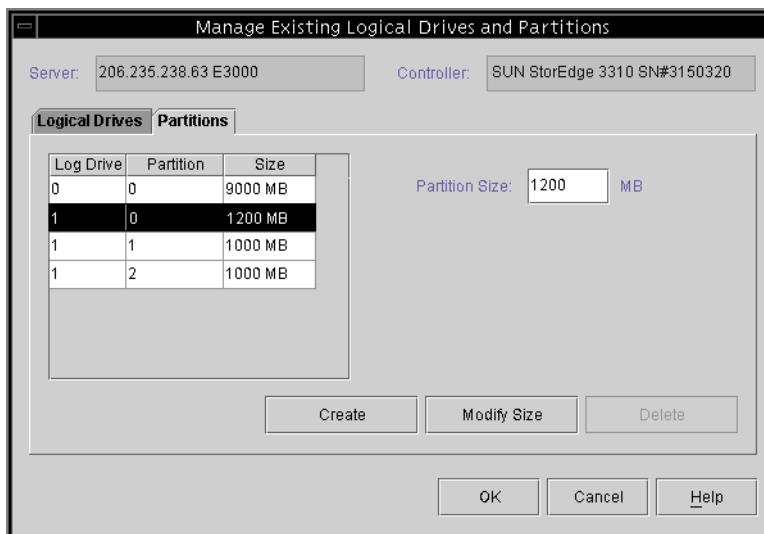 Manage Existing Logical Drives and Partitions
Server: 206.235.238.63 E3000 Controller: SUN StorEdge 3310 SN#3150320
Logical Drives Partitions
Log Drive Partition Size
0 0 9000 MB
1 0 1200 MB
1 1 1000 MB
1 2 1000 MB
Partition Size: 1200 MB
Create Modify Size Delete
OK Cancel Help